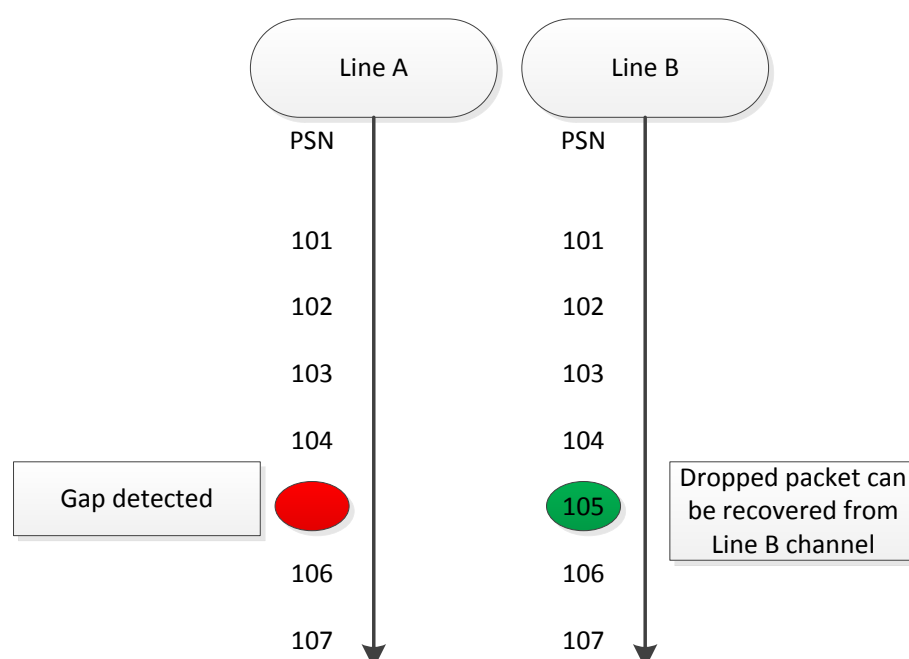 Line A Line B
PSN PSN
101 101
102 102
103 103
104 104
Gap detected 105 Dropped packet can
be recovered from
Line B channel
106 106
107 107